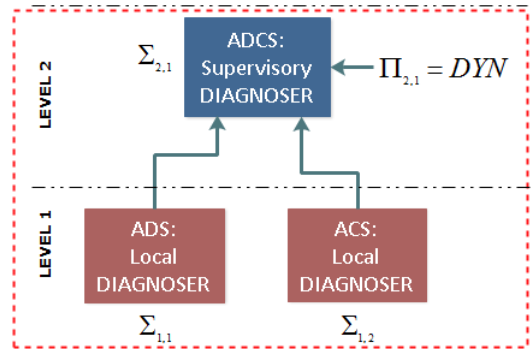 LEVEL 2
Σ2,1
ADCS:
Supervisory
DIAGNOSER
Π2,1 = DYN
LEVEL 1
ADS:
Local
DIAGNOSER
ACS:
Local
DIAGNOSER
Σ1,1
Σ1,2